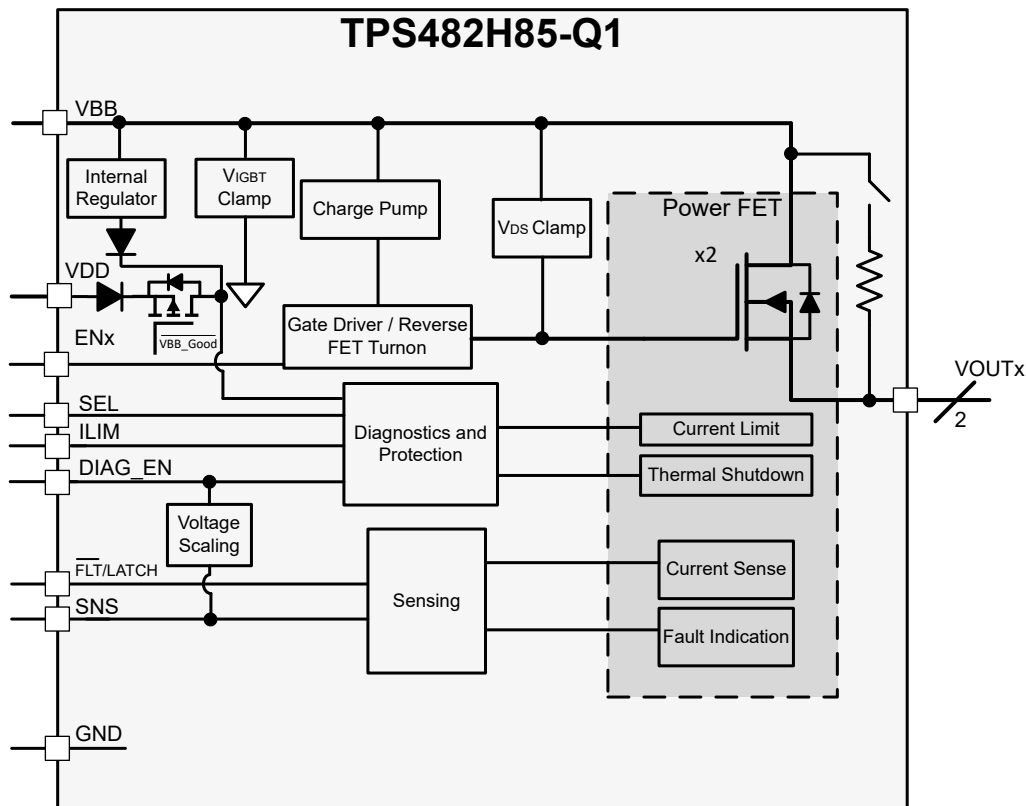 TPS482H85-Q1
VBB
Internal
Regulator
VIGBT
Clamp
Charge Pump
VDS Clamp
Power FET
x2
VDD
VBB_Good
ENx
Gate Driver / Reverse
FET Turnon
VOUTx
2
SEL
ILIM
DIAG_EN
Diagnostics and
Protection
Current Limit
Thermal Shutdown
Voltage
Scaling
FLT/LATCH
SNS
Sensing
Current Sense
Fault Indication
GND